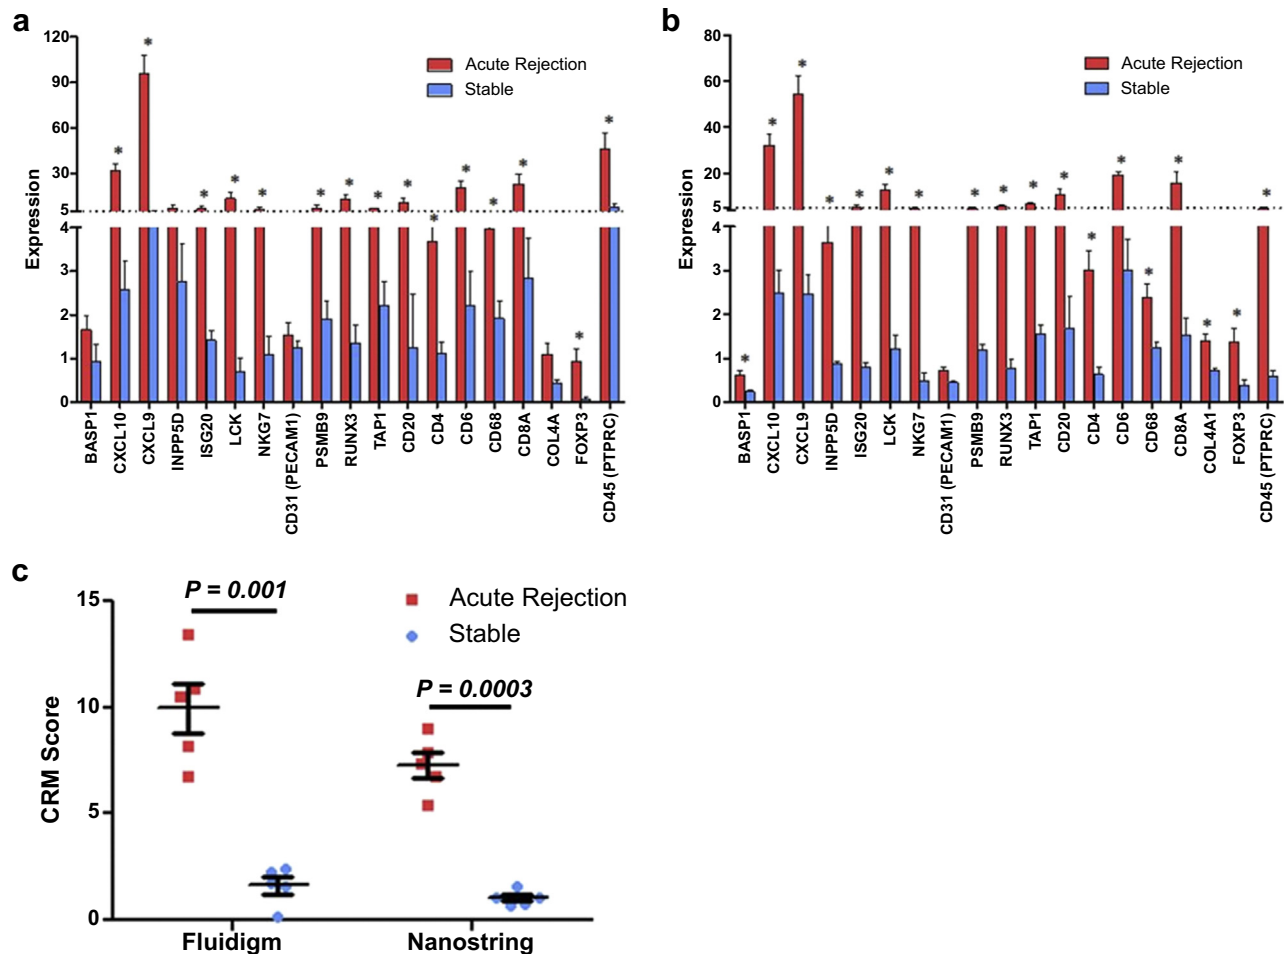 a
120
90
60
30
5
4
3
2
1
0
Expression
Acute Rejection
Stable
* * * * * * * * * * * * * * * *
BASP1
CXCL10
CXCL9
INPP5D
ISG20
LCK
NKG7
CD31 (PECAM1)
PSMB9
RUNX3
TAP1
CD20
CD4
CD6
CD68
CD8A
COL4A
FOXP3
CD45 (PTPRC)
b
80
60
40
20
5
4
3
2
1
0
Expression
Acute Rejection
Stable
* * * * * * * * * * * * * * * * * *
BASP1
CXCL10
CXCL9
INPP5D
ISG20
LCK
NKG7
CD31 (PECAM1)
PSMB9
RUNX3
TAP1
CD20
CD4
CD6
CD68
CD8A
COL4A1
FOXP3
CD45 (PTPRC)
c
15
10
5
0
CRM Score
P = 0.001
P = 0.0003
Acute Rejection
Stable
Fluidigm
Nanostring